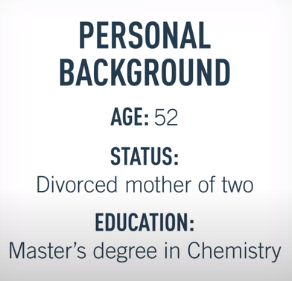 PERSONAL
BACKGROUND
AGE: 52
STATUS:
Divorced mother of two
EDUCATION:
Master's degree in Chemistry